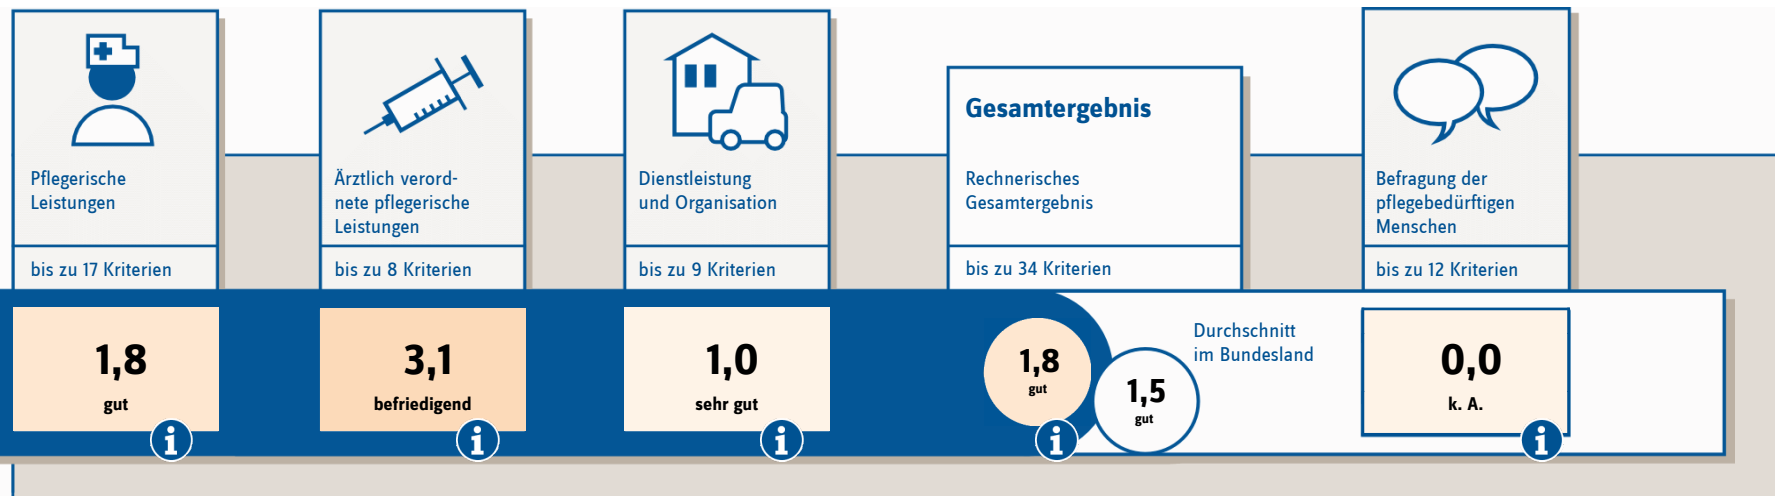 Pflegerische
Leistungen
bis zu 17 Kriterien
1,8
gut
Ärztlich verord-
nete pflegerische
Leistungen
bis zu 8 Kriterien
3,1
befriedigend
Dienstleistung
und Organisation
bis zu 9 Kriterien
1,0
sehr gut
Gesamtergebnis
Rechnerisches
Gesamtergebnis
bis zu 34 Kriterien
1,8
gut
1,5
gut
Durchschnitt
im Bundesland
Befragung der
pflegebedürftigen
Menschen
bis zu 12 Kriterien
0,0
k. A.